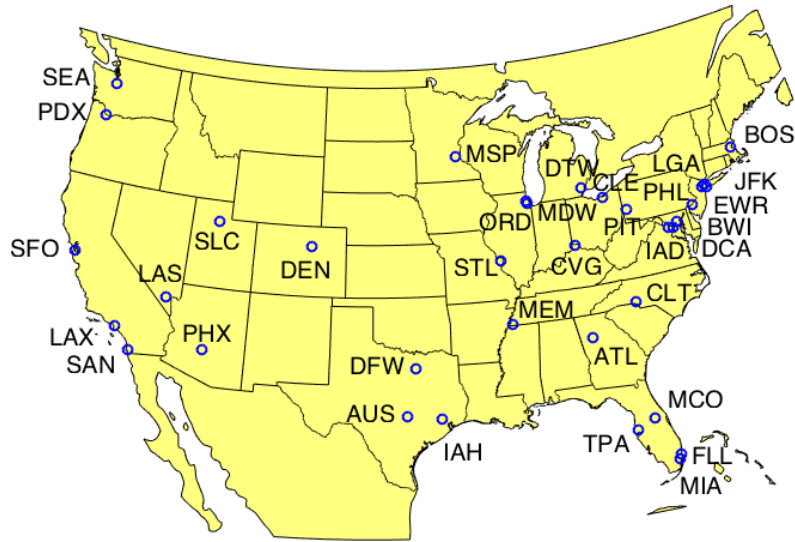 SEA
PDX
BOS
MSP
DTW
LGA
CLE
JFK
PHL
EWR
ORD
MDW
PIT
BWI
SLC
SFO
IAD
DCA
DEN
STL
CVG
LAS
CLT
MEM
LAX
PHX
ATL
SAN
DFW
MCO
AUS
TPA
IAH
FLL
MIA